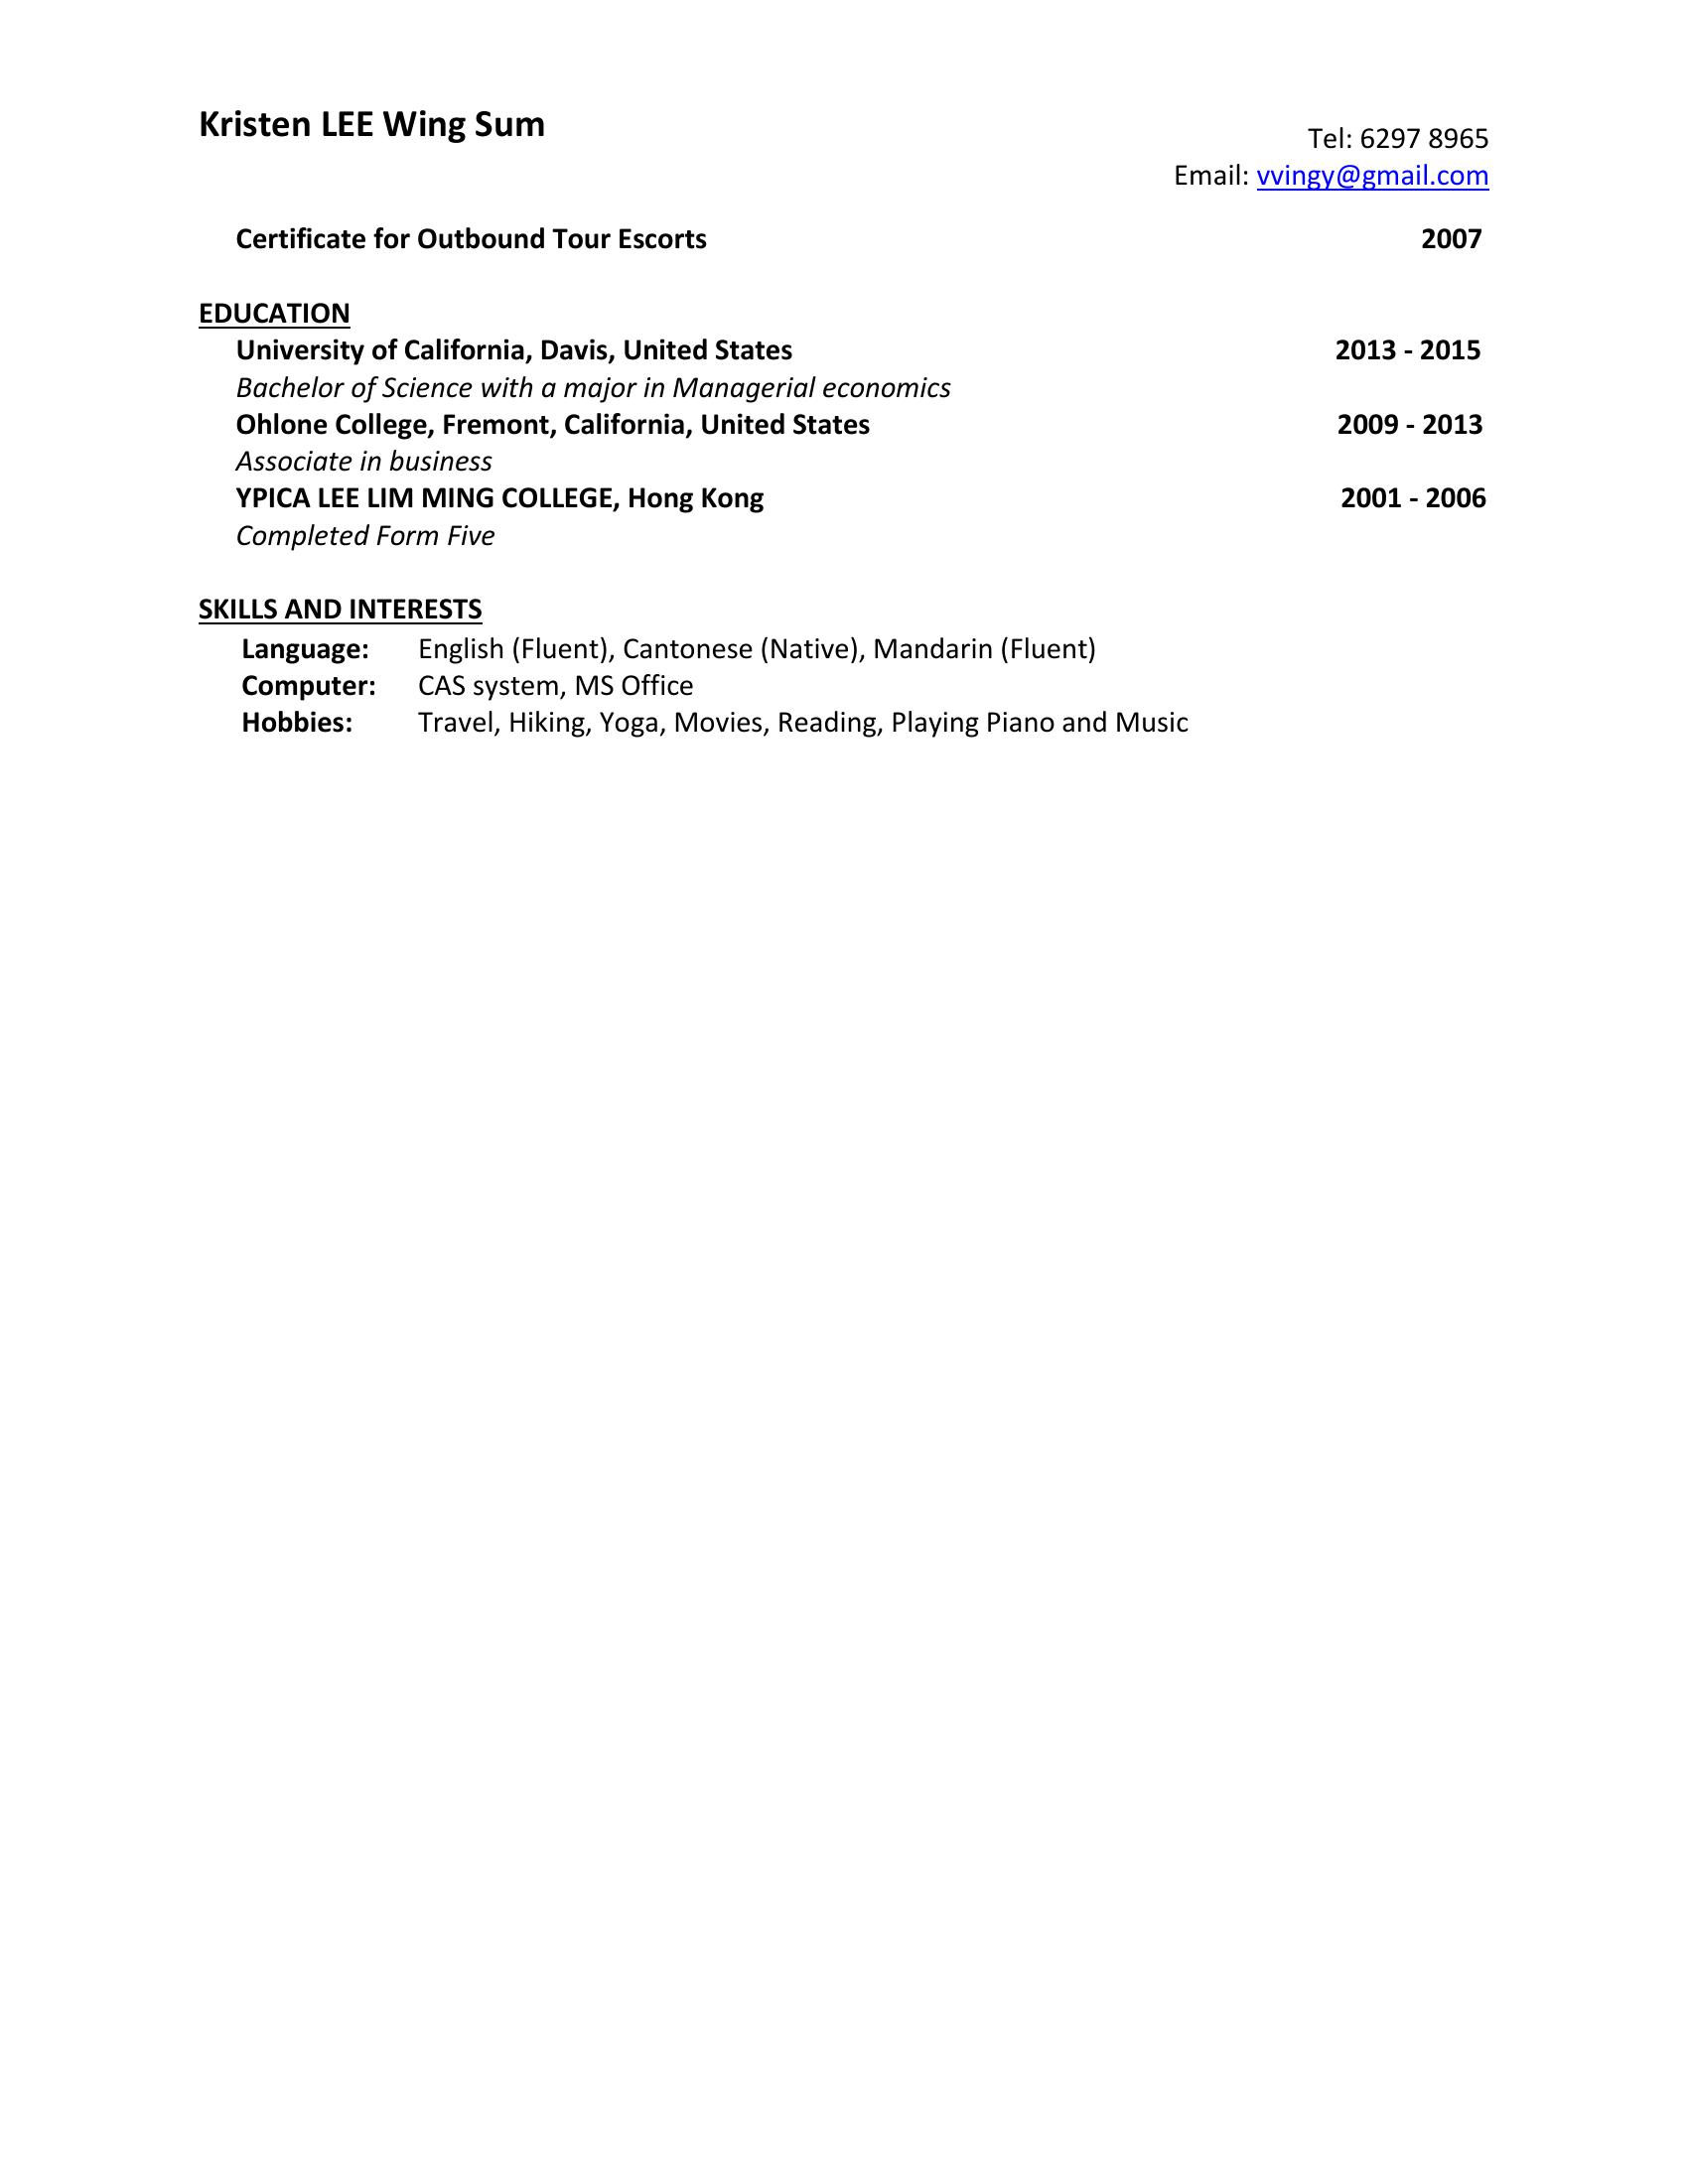 Kristen LEE Wing Sum
Tel: 6297 8965
Email: vvingy@gmail.com
Certificate for Outbound Tour Escorts 2007
EDUCATION
University of California, Davis, United States 2013 - 2015
Bachelor of Science with a major in Managerial economics
Ohlone College, Fremont, California, United States 2009 - 2013
Associate in business
YPICA LEE LIM MING COLLEGE, Hong Kong 2001 - 2006
Completed Form Five
SKILLS AND INTERESTS
Language: English (Fluent), Cantonese (Native), Mandarin (Fluent)
Computer: CAS system, MS Office
Hobbies: Travel, Hiking, Yoga, Movies, Reading, Playing Piano and Music